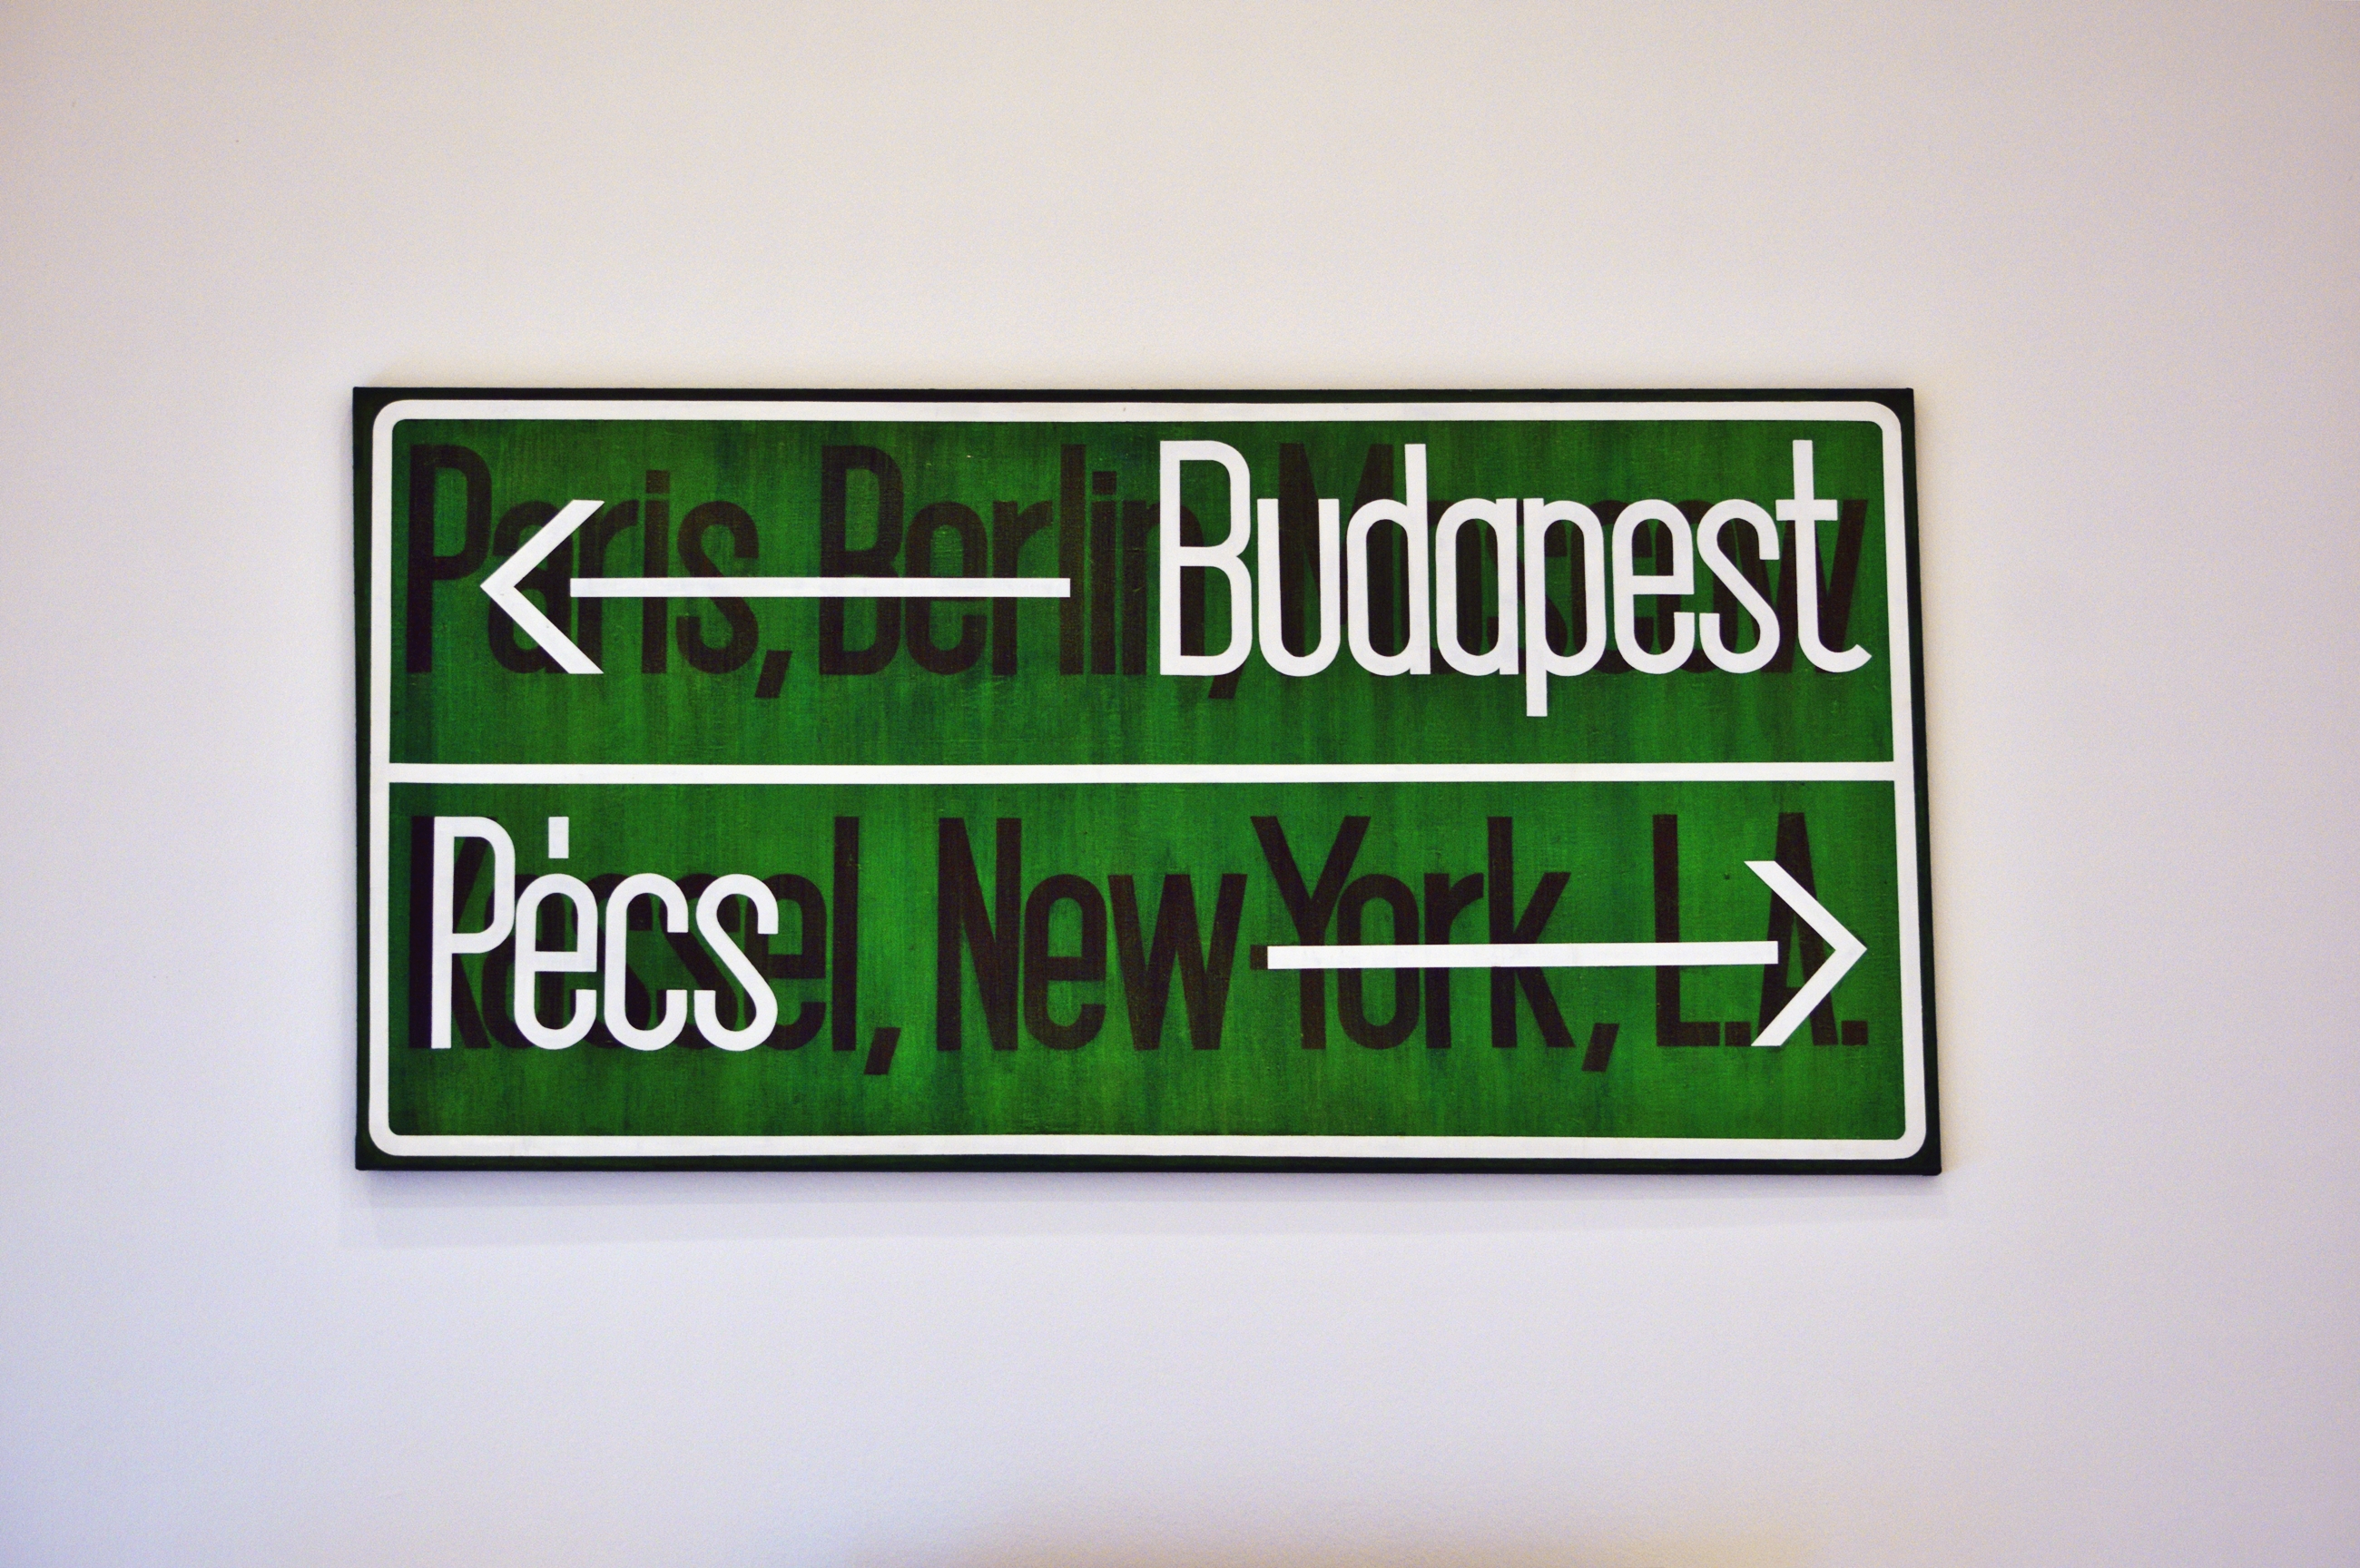 Paris, Berlin, Moscow
Budapest
Kassel, New-York, L.A.
Pécs